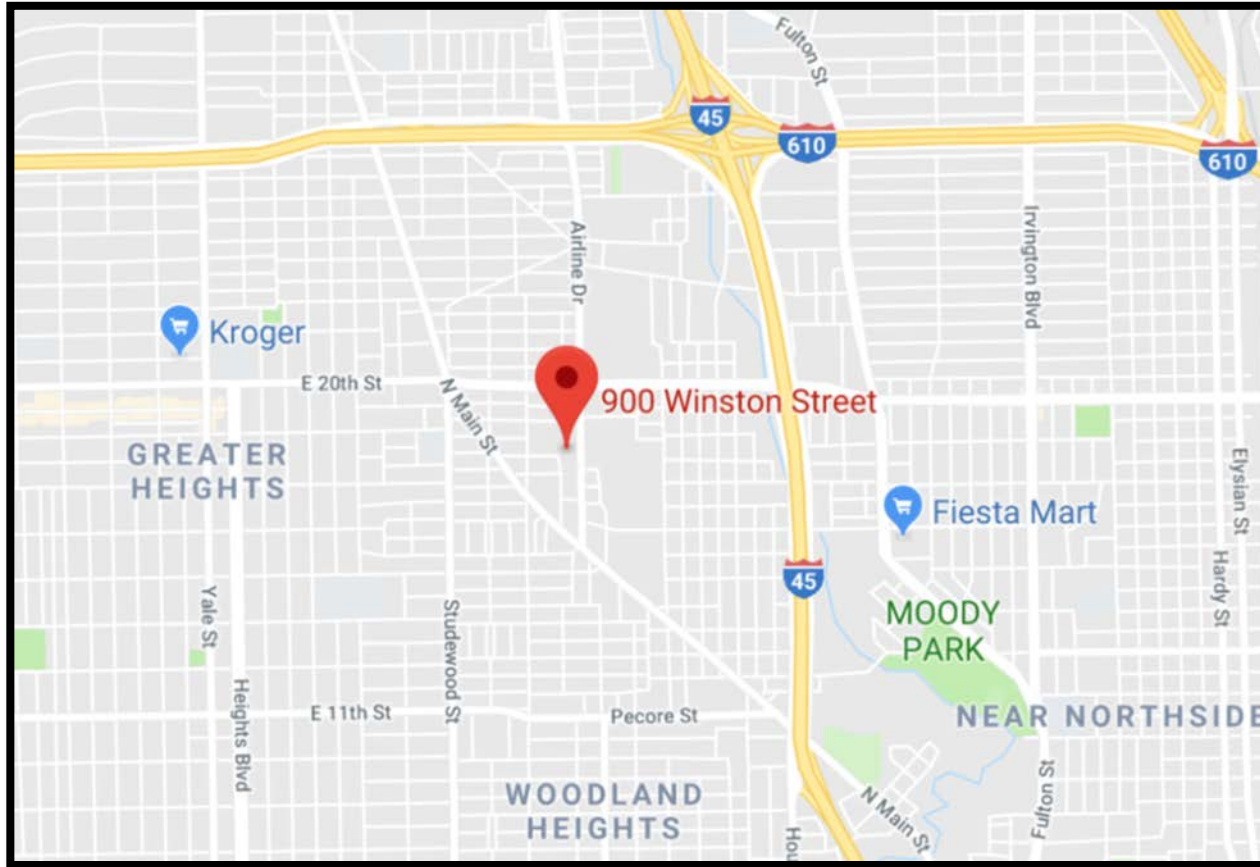 Fulton St
45
610
610
Airline Dr
Irvington Blvd
Kroger
E 20th St
N Main St
900 Winston Street
GREATER
HEIGHTS
Elysian St
Fiesta Mart
45
Hardy St
Yale St
Studewood St
MOODY
PARK
Heights Blvd
E 11th St
Pecore St
NEAR NORTHSIDE
WOODLAND
HEIGHTS
N Main St
Fulton St
Hou